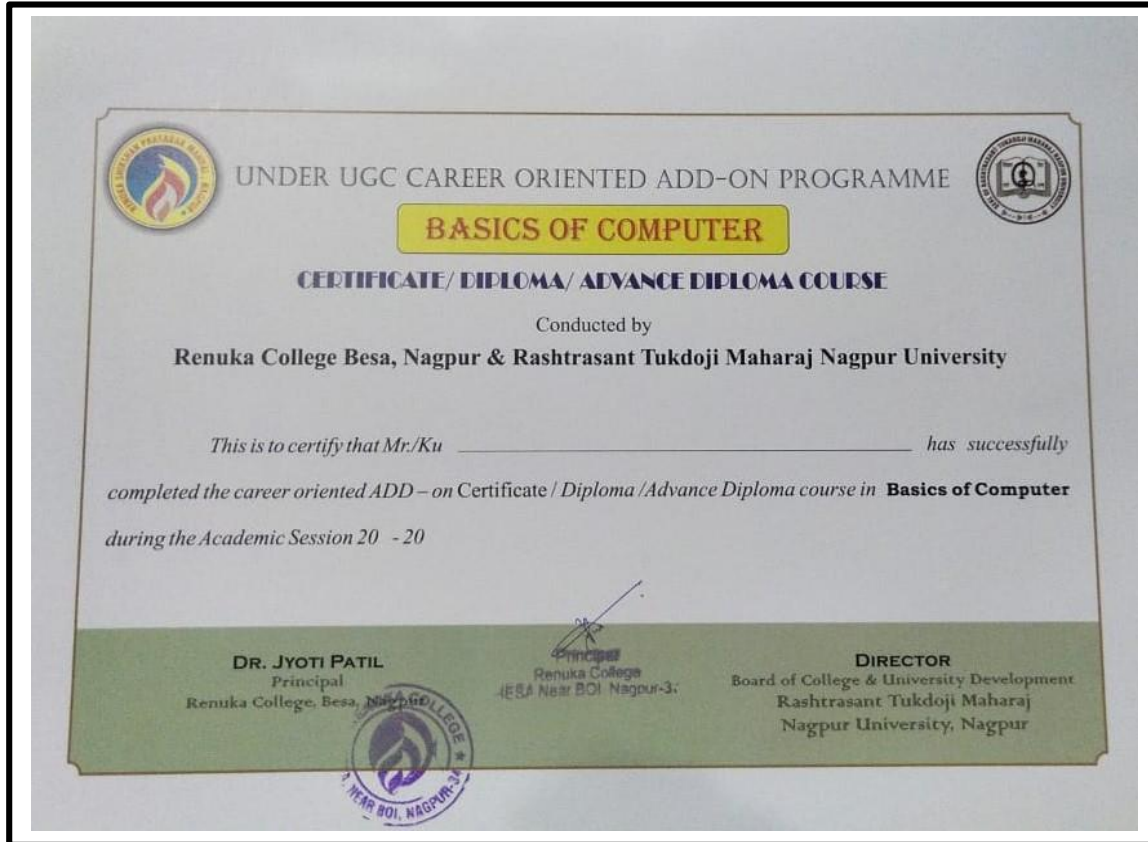 UNDER UGC CAREER ORIENTED ADD-ON PROGRAMME
BASICS OF COMPUTER
CERTIFICATE/ DIPLOMA/ ADVANCE DIPLOMA COURSE
Conducted by
Renuka College Besa, Nagpur & Rashtrasant Tukdoji Maharaj Nagpur University
This is to certify that Mr./Ku has successfully
completed the career oriented ADD – on Certificate / Diploma /Advance Diploma course in Basics of Computer
during the Academic Session 20 - 20
DR. JYOTI PATIL
Principal
Renuka College, Besa, Nagpur
Principal
Renuka College
Near BOI Nagpur-3
DIRECTOR
Board of College & University Development
Rashtrasant Tukdoji Maharaj
Nagpur University, Nagpur
COLLEGE ★
NEAR BOI, NAGPUR-34